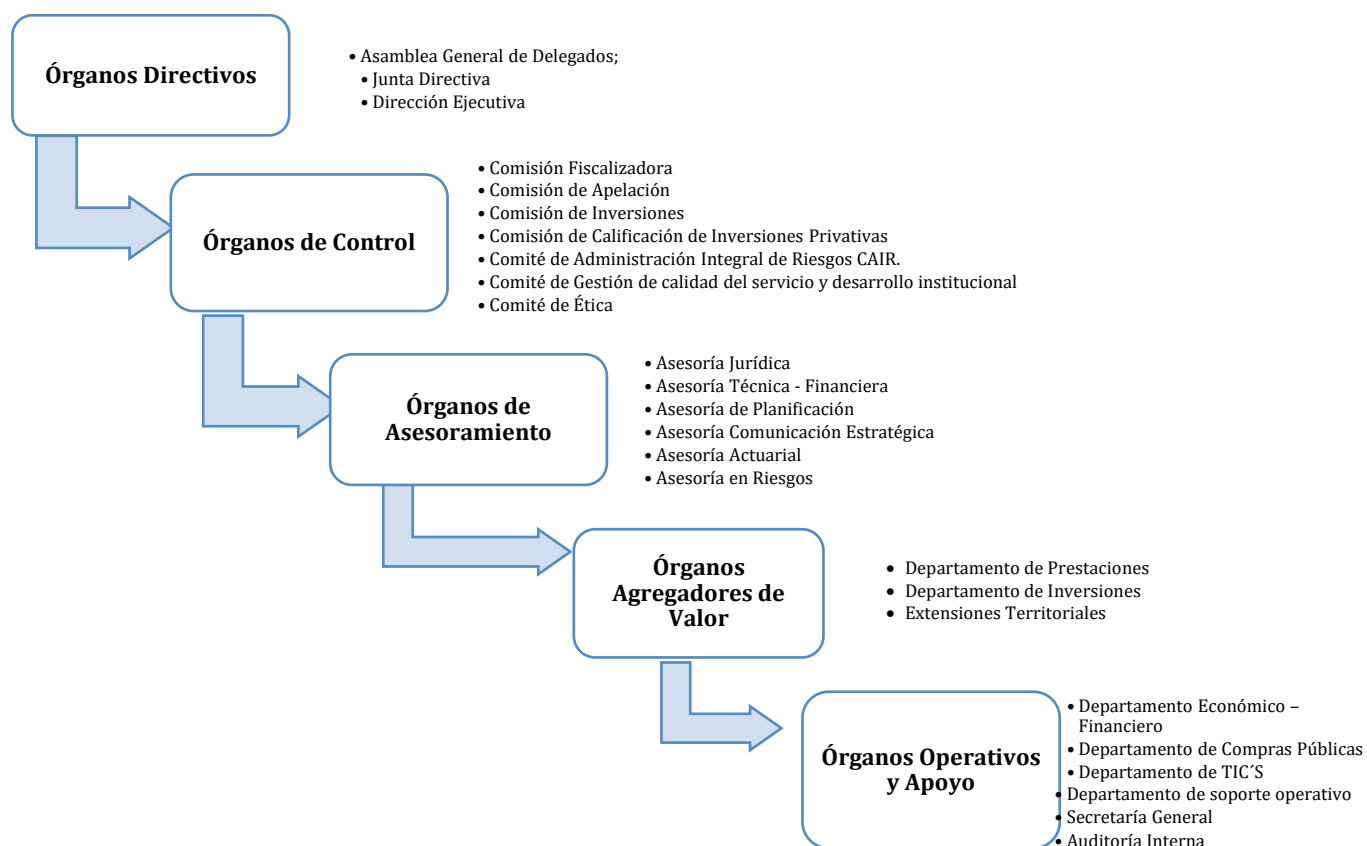 Órganos Directivos
• Asamblea General de Delegados;
• Junta Directiva
• Dirección Ejecutiva
Órganos de Control
• Comisión Fiscalizadora
• Comisión de Apelación
• Comisión de Inversiones
• Comisión de Calificación de Inversiones Privativas
• Comité de Administración Integral de Riesgos CAIR.
• Comité de Gestión de calidad del servicio y desarrollo institucional
• Comité de Ética
Órganos de
Asesoramiento
• Asesoría Jurídica
• Asesoría Técnica - Financiera
• Asesoría de Planificación
• Asesoría Comunicación Estratégica
• Asesoría Actuarial
• Asesoría en Riesgos
Órganos
Agregadores de
Valor
• Departamento de Prestaciones
• Departamento de Inversiones
• Extensiones Territoriales
Órganos Operativos
y Apoyo
• Departamento Económico –
Financiero
• Departamento de Compras Públicas
• Departamento de TIC´S
• Departamento de soporte operativo
• Secretaría General
• Auditoría Interna